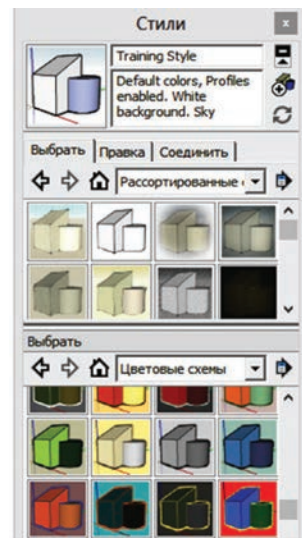 Стили
x
Training Style
Default colors, Profiles
enabled. White
background. Sky
Выбрать Правка Соединить
Рассортированные
Выбрать
Цветовые схемы